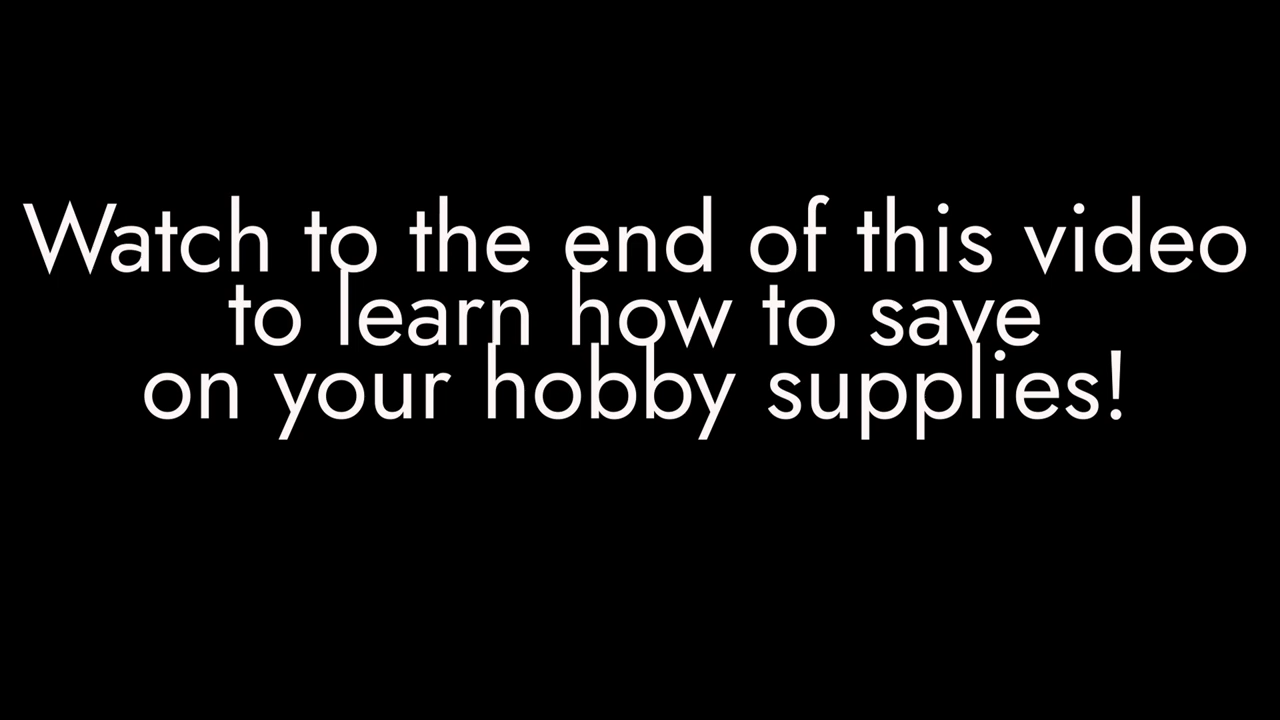 Watch to the end of this video
to learn how to save
on your hobby supplies!